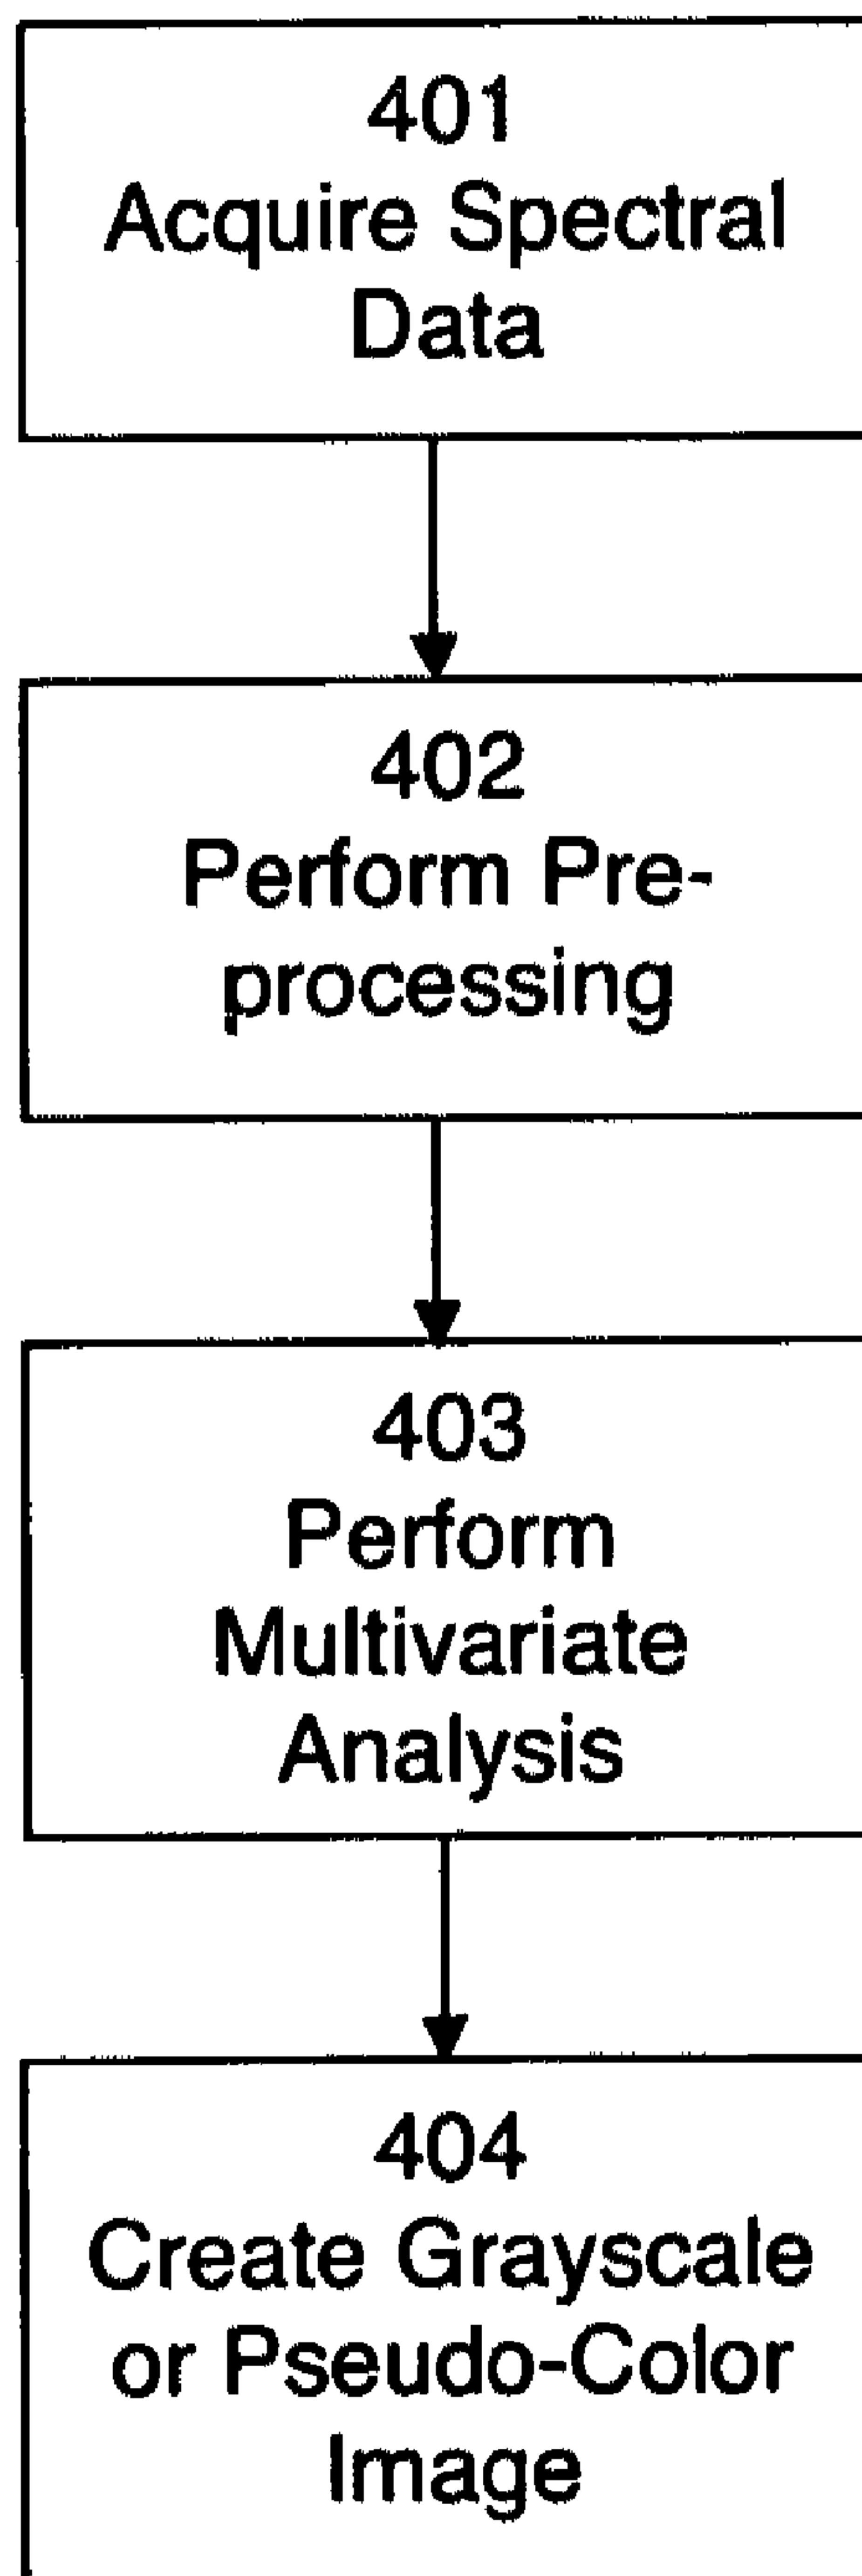 401
Acquire Spectral
Data
402
Perform Pre-
processing
403
Perform
Multivariate
Analysis
404
Create Grayscale
or Pseudo-Color
Image